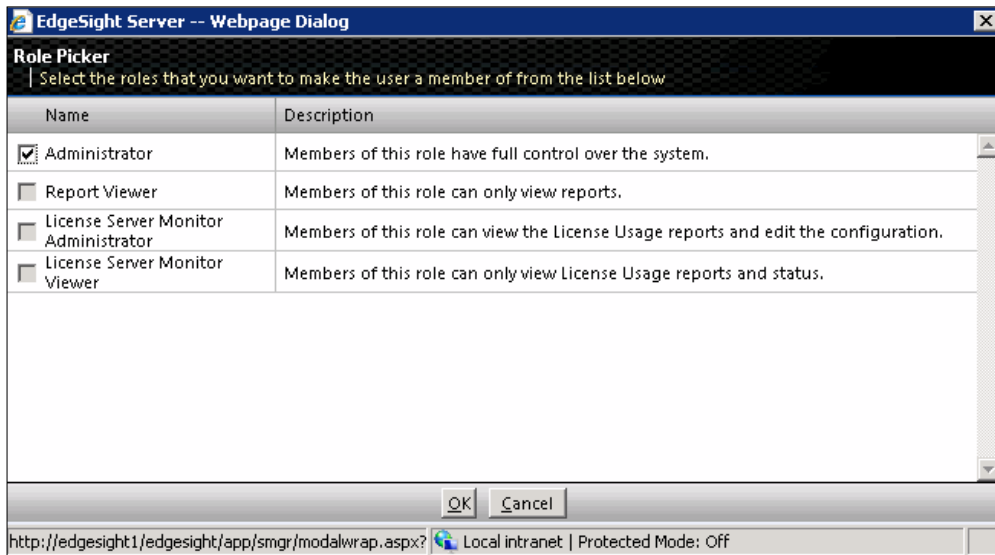 EdgeSight Server -- Webpage Dialog
Role Picker
Select the roles that you want to make the user a member of from the list below
Name Description
Administrator Members of this role have full control over the system.
Report Viewer Members of this role can only view reports.
License Server Monitor
Administrator
Members of this role can view the License Usage reports and edit the configuration.
License Server Monitor
Viewer
Members of this role can only view License Usage reports and status.
OK Cancel
http://edgesight1/edgesight/app/smgr/modalwrap.aspx? Local intranet | Protected Mode: Off